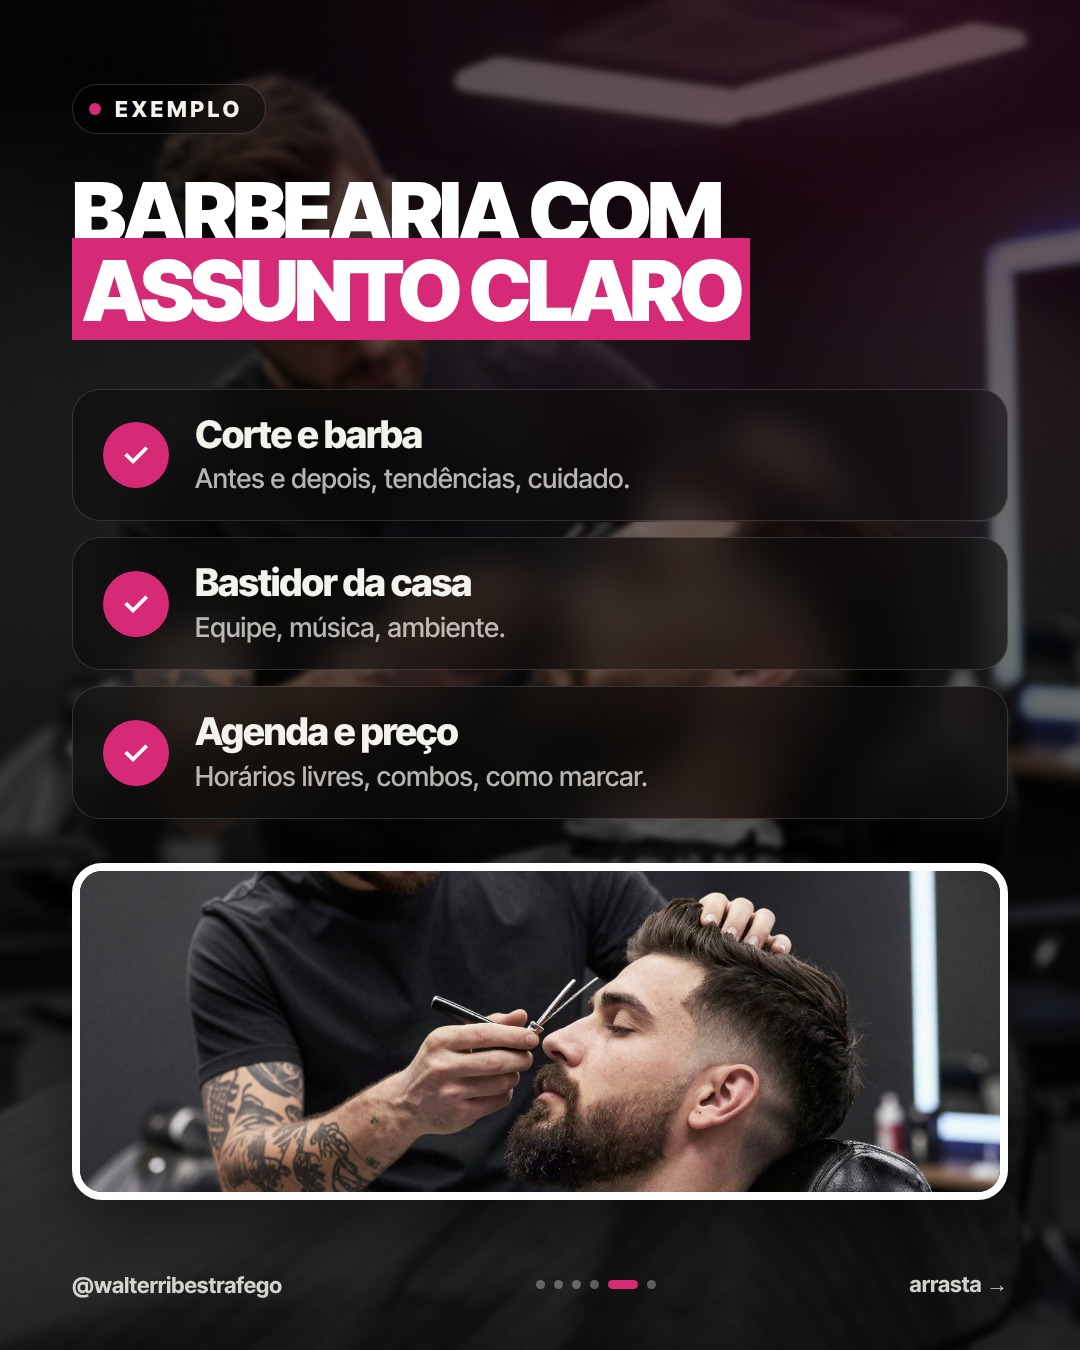 EXEMPLO
BARBEARIA COM
ASSUNTO CLARO
Corte e barba
Antes e depois, tendências, cuidado.
Bastidor da casa
Equipe, música, ambiente.
Agenda e preço
Horários livres, combos, como marcar.
@walterribestrafego
arrasta →